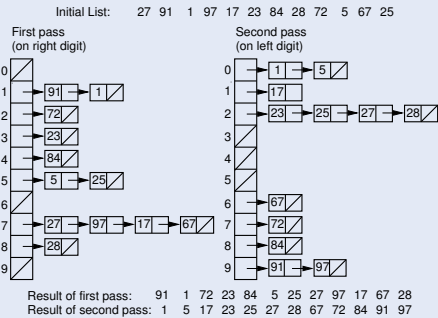 Initial List: 27 91 1 97 17 23 84 28 72 5 67 25
First pass
(on right digit)
0
1 91 1
2 72
3 23
4 84
5 5 25
6
7 27 97 17 67
8 28
9
Second pass
(on left digit)
0 1 5
1 17
2 23 25 27 28
3
4
5
6 67
7 72
8 84
9 91 97
Result of first pass: 91 1 72 23 84 5 25 27 97 17 67 28
Result of second pass: 1 5 17 23 25 27 28 67 72 84 91 97